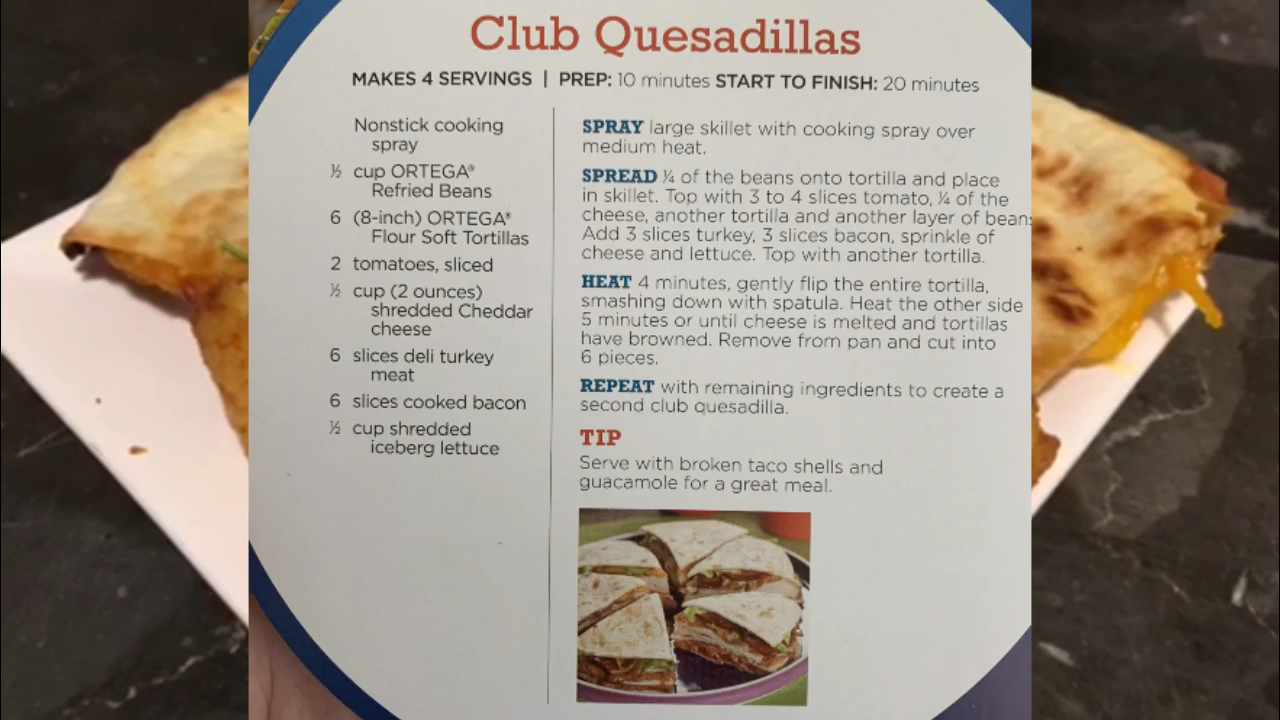 Club Quesadillas
MAKES 4 SERVINGS | PREP: 10 minutes START TO FINISH: 20 minutes
Nonstick cooking
spray
½ cup ORTEGA®
Refried Beans
6 (8-inch) ORTEGA®
Flour Soft Tortillas
2 tomatoes, sliced
½ cup (2 ounces)
shredded Cheddar
cheese
6 slices deli turkey
meat
6 slices cooked bacon
½ cup shredded
iceberg lettuce
SPRAY large skillet with cooking spray over
medium heat.
SPREAD ¼ of the beans onto tortilla and place
in skillet. Top with 3 to 4 slices tomato, ¼ of the
cheese, another tortilla and another layer of beans
Add 3 slices turkey, 3 slices bacon, sprinkle of
cheese and lettuce. Top with another tortilla.
HEAT 4 minutes, gently flip the entire tortilla,
smashing down with spatula. Heat the other side
5 minutes or until cheese is melted and tortillas
have browned. Remove from pan and cut into
6 pieces.
REPEAT with remaining ingredients to create a
second club quesadilla.
TIP
Serve with broken taco shells and
guacamole for a great meal.